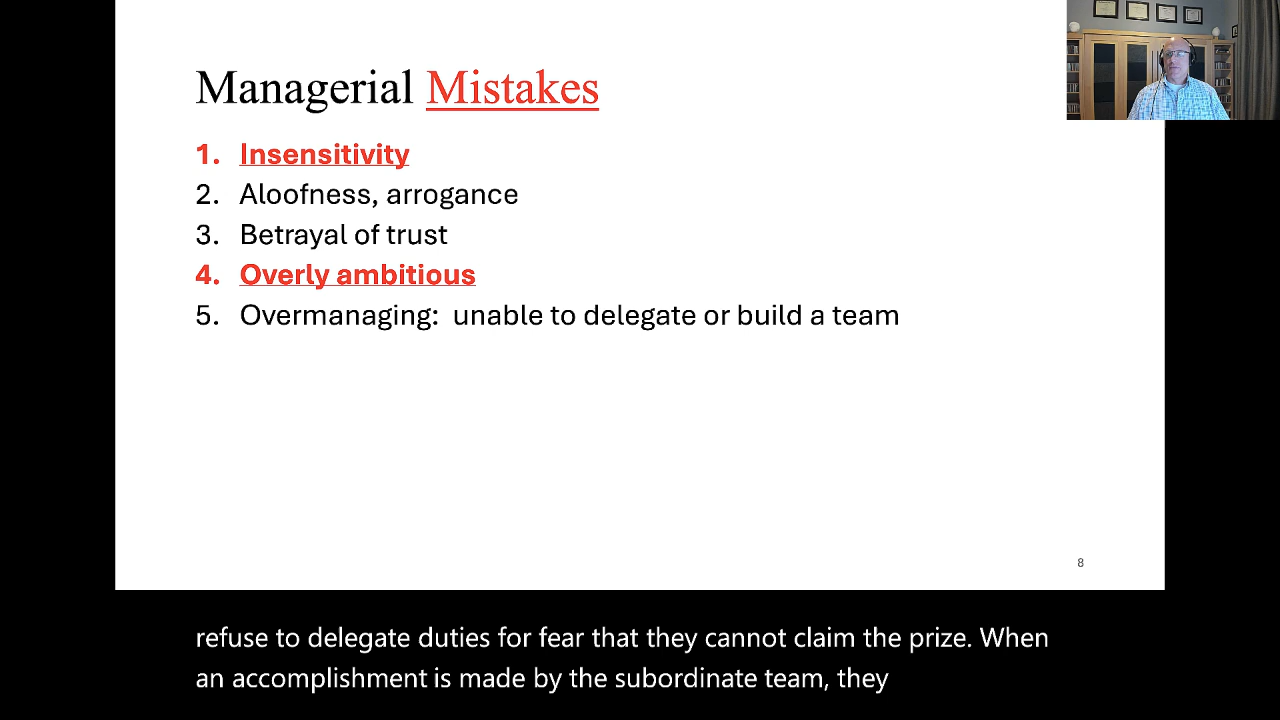 Managerial Mistakes
1. Insensitivity
2. Aloofness, arrogance
3. Betrayal of trust
4. Overly ambitious
5. Overmanaging: unable to delegate or build a team
8
refuse to delegate duties for fear that they cannot claim the prize. When
an accomplishment is made by the subordinate team, they